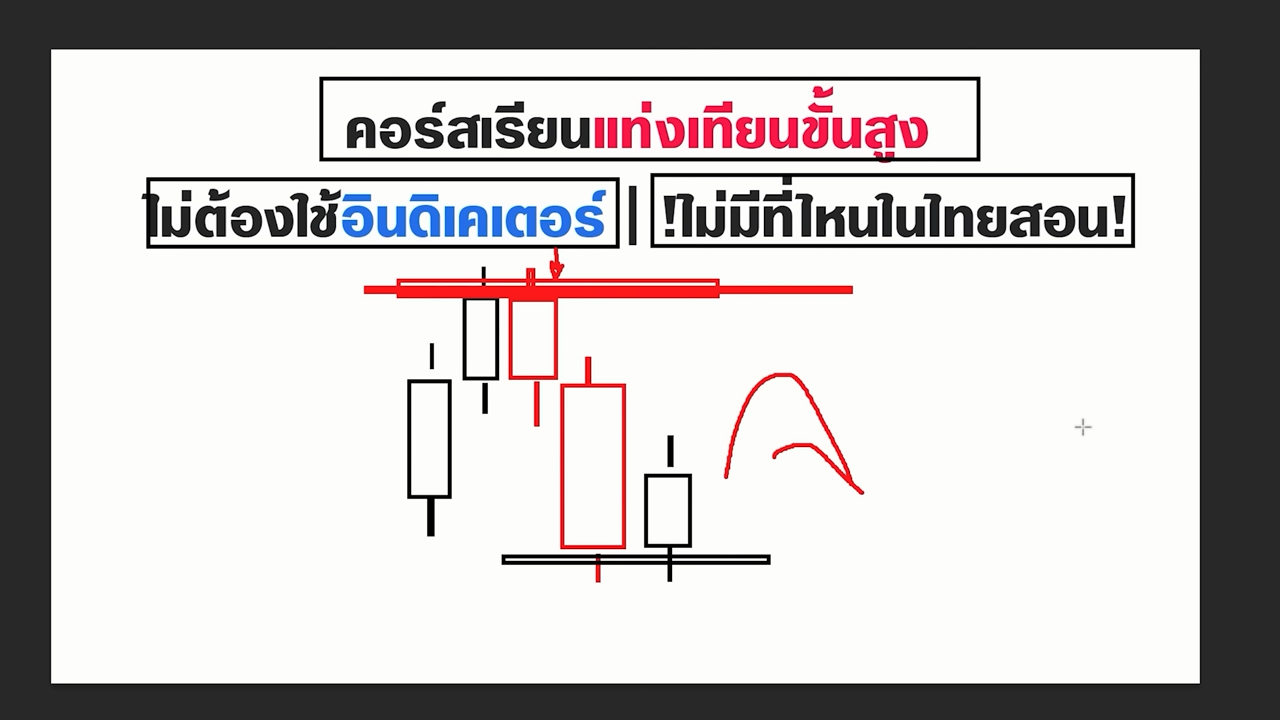 คอร์สเรียนแท่งเทียนขั้นสูง
ไม่ต้องใช้อินดิเคเตอร์ | !ไม่มีที่ไหนในไทยสอน!